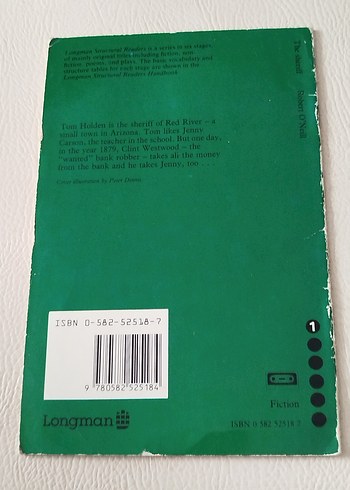 Longman Structural Readers is a series in six stages
of mainly original titles including fiction, non-
fiction, poems, and plays. The basic vocabulary and
structure tables for each stage are shown in the
Longman Structural Readers Handbook.
Tom Holden is the sheriff of Red River – a
small town in Arizona. Tom likes Jenny
Carson, the teacher in the school. But one day,
in the year 1879, Clint Westwood – the
“wanted” bank robber – takes all the money
from the bank and he takes Jenny, too . . .
Cover illustration by Peter Dennis
The sheriff Robert O'Neill
ISBN 0-582-52518-7
9 780582 525184
Longman
1
Fiction
ISBN 0 582 52518 7